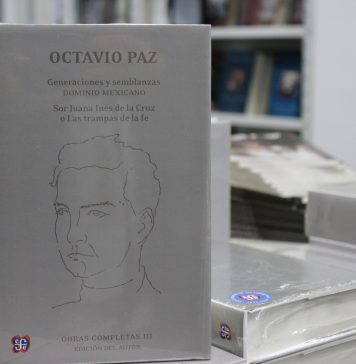 OCTAVIO PAZ
Generaciones y semblanzas
DOMINIO MEXICANO
Sor Juana Inés de la Cruz
o Las trampas de la fe
OBRAS COMPLETAS III
EDICIÓN DEL AUTOR